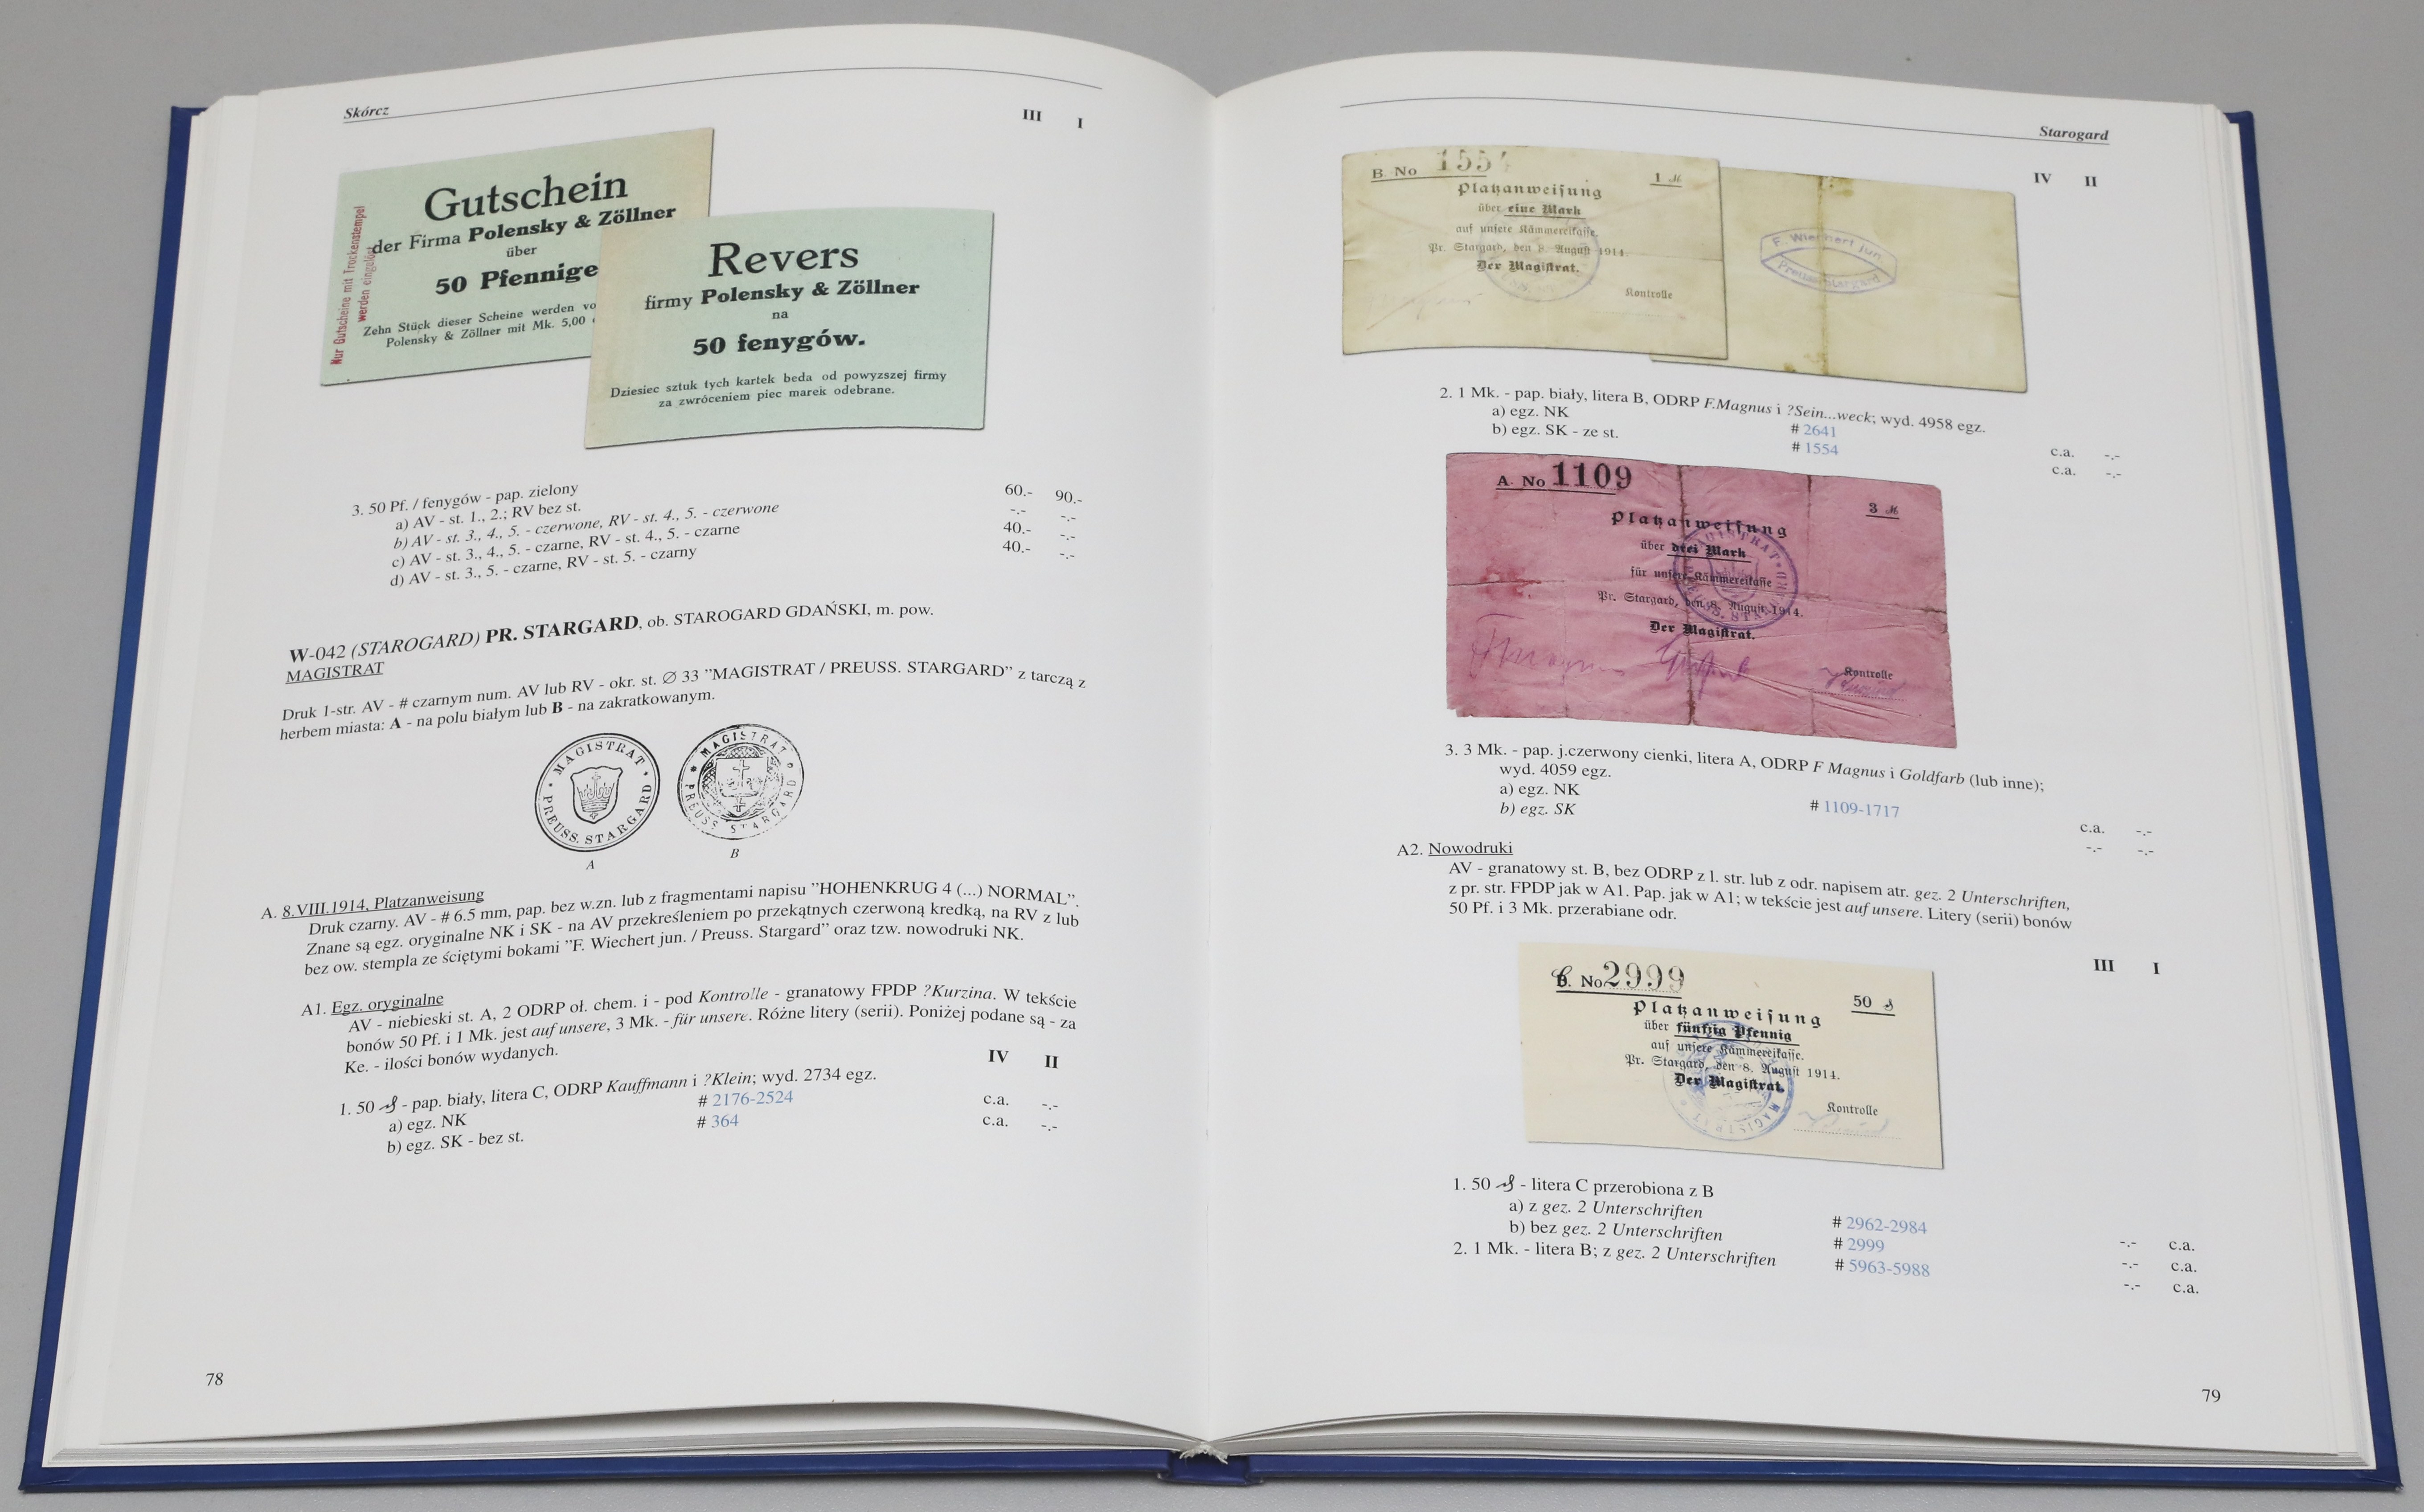 Skórcz
III I
Gutschein
der Firma Polensky & Zöllner
über
50 Pfennige
Zehn Stück dieser Scheine werden vo
Polensky & Zöllner mit Mk. 5,00
Nur Gutscheine mit Trockenstempel
werden eingelöst
Revers
firmy Polensky & Zöllner
na
50 fenygów.
Dziesiec sztuk tych kartek beda od powyzszej firmy
za zwróceniem piec marek odebrane.
3. 50 Pf. / fenygów - pap. zielony
a) AV - st. 1., 2.; RV bez st. 60.- 90.-
b) AV - st. 3., 4., 5. - czerwone, RV - st. 4., 5. - czerwone -.- -.-
c) AV - st. 3., 4., 5. - czarne, RV - st. 4., 5. - czarne 40.- -.-
d) AV - st. 3., 5. - czarne, RV - st. 5. - czarny 40.- -.-
W-042 (STAROGARD) PR. STARGARD, ob. STAROGARD GDAŃSKI, m. pow.
MAGISTRAT
Druk 1-str. AV - # czarnym num. AV lub RV - okr. st. ∅ 33 ”MAGISTRAT / PREUSS. STARGARD” z tarczą z
herbem miasta: A - na polu białym lub B - na zakratkowanym.
MAGISTRAT
PREUSS. STARGARD
A
MAGISTRAT
PREUSS STARGARD
B
A. 8.VIII.1914, Platzanweisung
Druk czarny. AV - # 6.5 mm, pap. bez w.zn. lub z fragmentami napisu ”HOHENKRUG 4 (...) NORMAL”.
Znane są egz. oryginalne NK i SK - na AV przekreśleniem po przekątnych czerwoną kredką, na RV z lub
bez ow. stempla ze ściętymi bokami ”F. Wiechert jun. / Preuss. Stargard” oraz tzw. nowodruki NK.
A1. Egz. oryginalne
AV - niebieski st. A, 2 ODRP oł. chem. i - pod Kontrolle - granatowy FPDP ?Kurzina. W tekście
bonów 50 Pf. i 1 Mk. jest auf unsere, 3 Mk. - für unsere. Różne litery (serii). Poniżej podane są - za
Ke. - ilości bonów wydanych.
IV II
1. 50 ₰ - pap. biały, litera C, ODRP Kauffmann i ?Klein; wyd. 2734 egz.
a) egz. NK # 2176-2524 c.a. -.-
b) egz. SK - bez st. # 364 c.a. -.-
78
Starogard
IV II
B. No 1554
1 ℳ
Platzanweisung
über eine Mark
auf unsere Kämmereikasse.
Pr. Stargard, den 8. August 1914.
Der Magistrat.
Kontrolle
F. Wiechert jun.
Preuss. Stargard
2. 1 Mk. - pap. biały, litera B, ODRP F.Magnus i ?Sein...weck; wyd. 4958 egz.
a) egz. NK # 2641 c.a. -.-
b) egz. SK - ze st. # 1554 c.a. -.-
A. No 1109
3 ℳ
Platzanweisung
über drei Mark
für unsere Kämmereikasse
Pr. Stargard, den 8. August 1914.
Der Magistrat.
Kontrolle
3. 3 Mk. - pap. j.czerwony cienki, litera A, ODRP F Magnus i Goldfarb (lub inne);
wyd. 4059 egz.
a) egz. NK # 1109-1717 c.a. -.-
b) egz. SK -.- -.-
A2. Nowodruki
AV - granatowy st. B, bez ODRP z l. str. lub z odr. napisem atr. gez. 2 Unterschriften,
z pr. str. FPDP jak w A1. Pap. jak w A1; w tekście jest auf unsere. Litery (serii) bonów
50 Pf. i 3 Mk. przerabiane odr.
III I
No 2999
50 ₰
Platzanweisung
über fünfzig Pfennig
auf unsere Kämmereikasse.
Pr. Stargard, den 8. August 1914.
Der Magistrat.
Kontrolle
MAGISTRAT
1. 50 ₰ - litera C przerobiona z B
a) z gez. 2 Unterschriften # 2962-2984 -.- c.a.
b) bez gez. 2 Unterschriften # 2999 -.- c.a.
2. 1 Mk. - litera B; z gez. 2 Unterschriften # 5963-5988 -.- c.a.
79